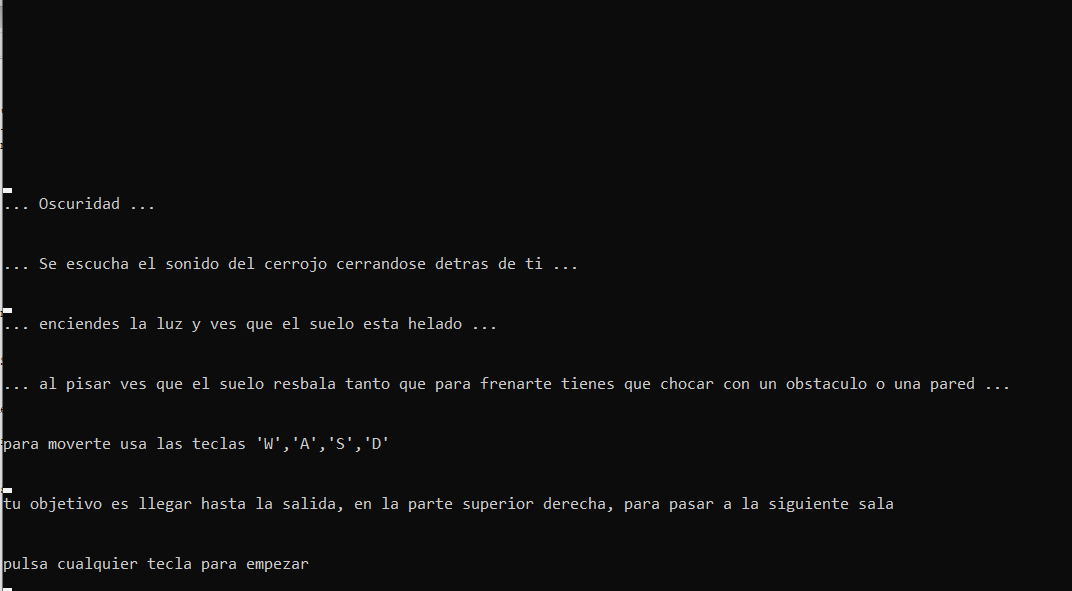 ... Oscuridad ...
... Se escucha el sonido del cerrojo cerrandose detras de ti ...
... enciendes la luz y ves que el suelo esta helado ...
... al pisar ves que el suelo resbala tanto que para frenarte tienes que chocar con un obstaculo o una pared ...
para moverte usa las teclas 'W','A','S','D'
tu objetivo es llegar hasta la salida, en la parte superior derecha, para pasar a la siguiente sala
pulsa cualquier tecla para empezar